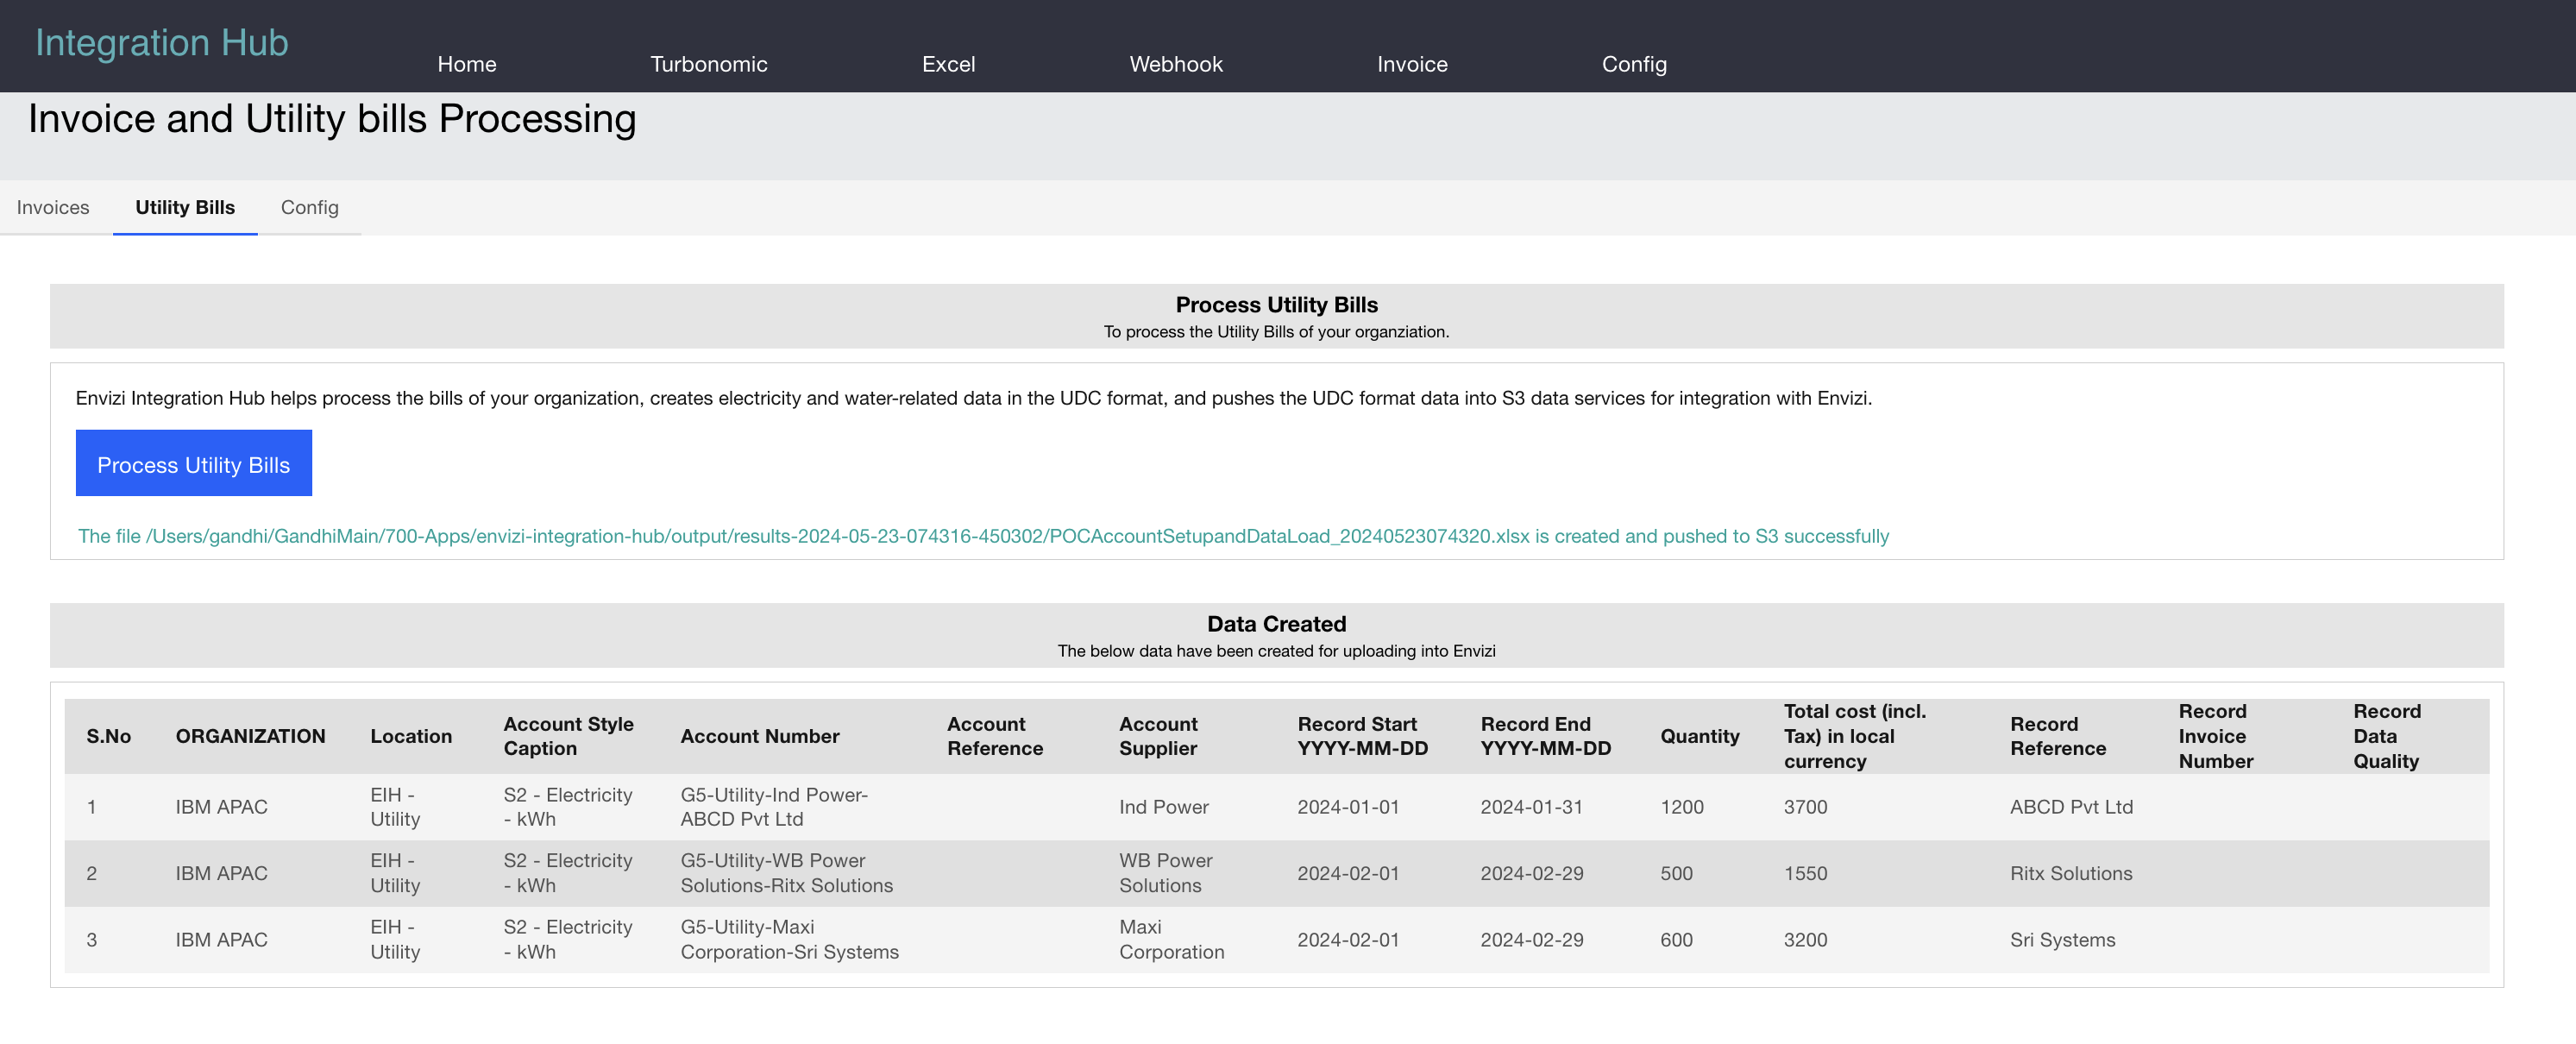 Integration Hub
Home Turbonomic Excel Webhook Invoice Config
Invoice and Utility bills Processing
Invoices Utility Bills Config
Process Utility Bills
To process the Utility Bills of your organziation.
Envizi Integration Hub helps process the bills of your organization, creates electricity and water-related data in the UDC format, and pushes the UDC format data into S3 data services for integration with Envizi.
Process Utility Bills
The file /Users/gandhi/GandhiMain/700-Apps/envizi-integration-hub/output/results-2024-05-23-074316-450302/POCAccountSetupandDataLoad_20240523074320.xlsx is created and pushed to S3 successfully
Data Created
The below data have been created for uploading into Envizi
S.No
ORGANIZATION
Location
Account Style
Caption
Account Number
Account
Reference
Account
Supplier
Record Start
YYYY-MM-DD
Record End
YYYY-MM-DD
Quantity
Total cost (incl.
Tax) in local
currency
Record
Reference
Record
Invoice
Number
Record
Data
Quality
1
IBM APAC
EIH -
Utility
S2 - Electricity
- kWh
G5-Utility-Ind Power-
ABCD Pvt Ltd
Ind Power
2024-01-01
2024-01-31
1200
3700
ABCD Pvt Ltd
2
IBM APAC
EIH -
Utility
S2 - Electricity
- kWh
G5-Utility-WB Power
Solutions-Ritx Solutions
WB Power
Solutions
2024-02-01
2024-02-29
500
1550
Ritx Solutions
3
IBM APAC
EIH -
Utility
S2 - Electricity
- kWh
G5-Utility-Maxi
Corporation-Sri Systems
Maxi
Corporation
2024-02-01
2024-02-29
600
3200
Sri Systems